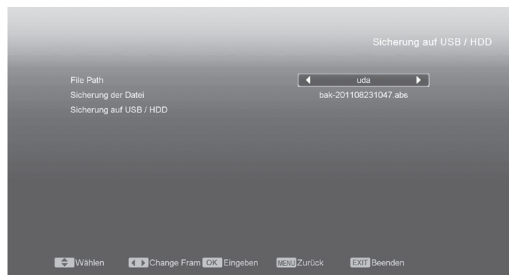 Sicherung auf USB / HDD
File Path uda
Sicherung der Datei bak-201108231047.abs
Sicherung auf USB / HDD
Wählen Change Fram OK Eingeben MENU Zurück EXIT Beenden